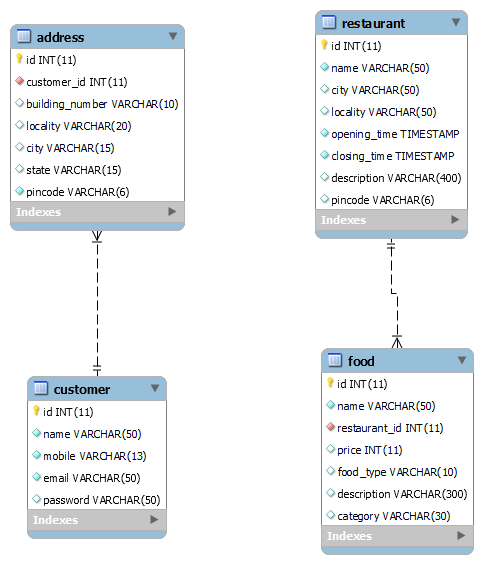 address
id INT(11)
customer_id INT(11)
building_number VARCHAR(10)
locality VARCHAR(20)
city VARCHAR(15)
state VARCHAR(15)
pincode VARCHAR(6)
Indexes
restaurant
id INT(11)
name VARCHAR(50)
city VARCHAR(50)
locality VARCHAR(50)
opening_time TIMESTAMP
closing_time TIMESTAMP
description VARCHAR(400)
pincode VARCHAR(6)
Indexes
customer
id INT(11)
name VARCHAR(50)
mobile VARCHAR(13)
email VARCHAR(50)
password VARCHAR(50)
Indexes
food
id INT(11)
name VARCHAR(50)
restaurant_id INT(11)
price INT(11)
food_type VARCHAR(10)
description VARCHAR(300)
category VARCHAR(30)
Indexes